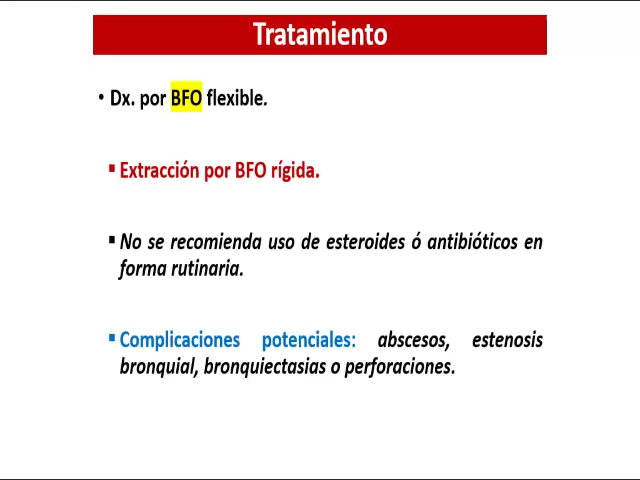 Tratamiento
• Dx. por BFO flexible.
▪ Extracción por BFO rígida.
▪ No se recomienda uso de esteroides ó antibióticos en
forma rutinaria.
▪ Complicaciones potenciales: abscesos, estenosis
bronquial, bronquiectasias o perforaciones.